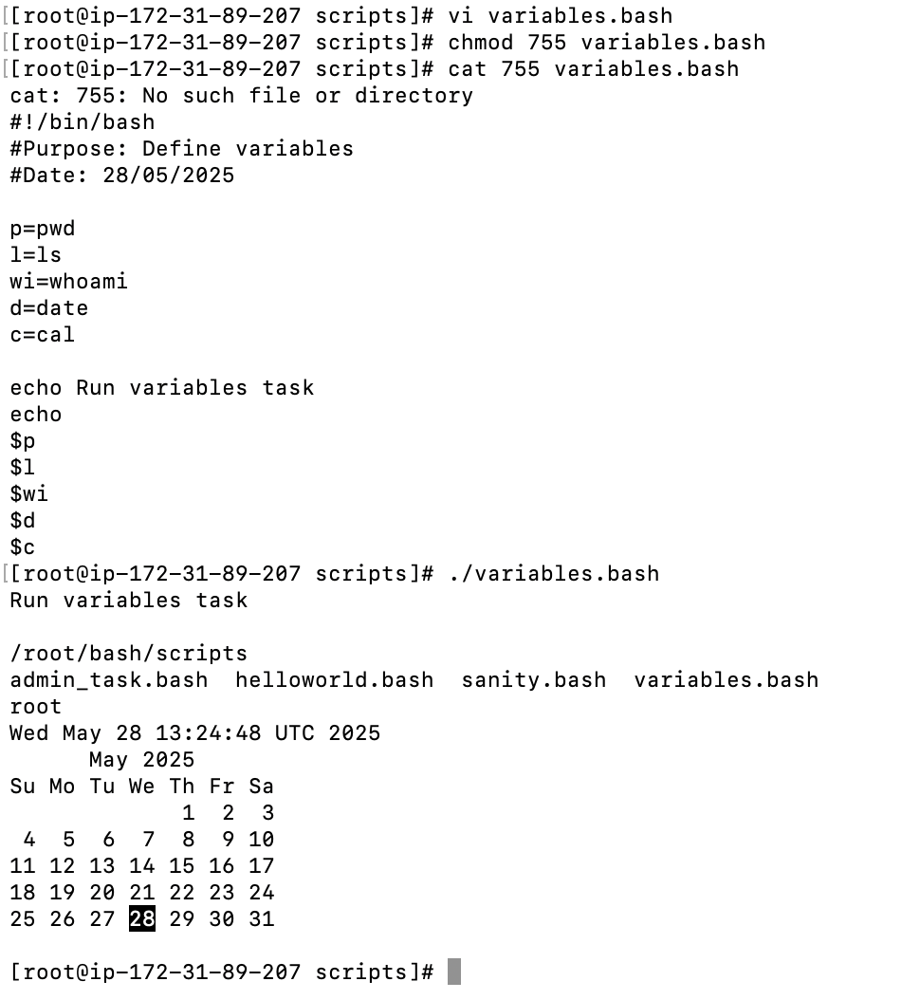 [[root@ip-172-31-89-207 scripts]# vi variables.bash
[[root@ip-172-31-89-207 scripts]# chmod 755 variables.bash
[[root@ip-172-31-89-207 scripts]# cat 755 variables.bash
cat: 755: No such file or directory
#!/bin/bash
#Purpose: Define variables
#Date: 28/05/2025

p=pwd
l=ls
wi=whoami
d=date
c=cal

echo Run variables task
echo
$p
$l
$wi
$d
$c
[[root@ip-172-31-89-207 scripts]# ./variables.bash
Run variables task

/root/bash/scripts
admin_task.bash  helloworld.bash  sanity.bash  variables.bash
root
Wed May 28 13:24:48 UTC 2025
      May 2025
Su Mo Tu We Th Fr Sa
             1  2  3
 4  5  6  7  8  9 10
11 12 13 14 15 16 17
18 19 20 21 22 23 24
25 26 27 28 29 30 31

[root@ip-172-31-89-207 scripts]#